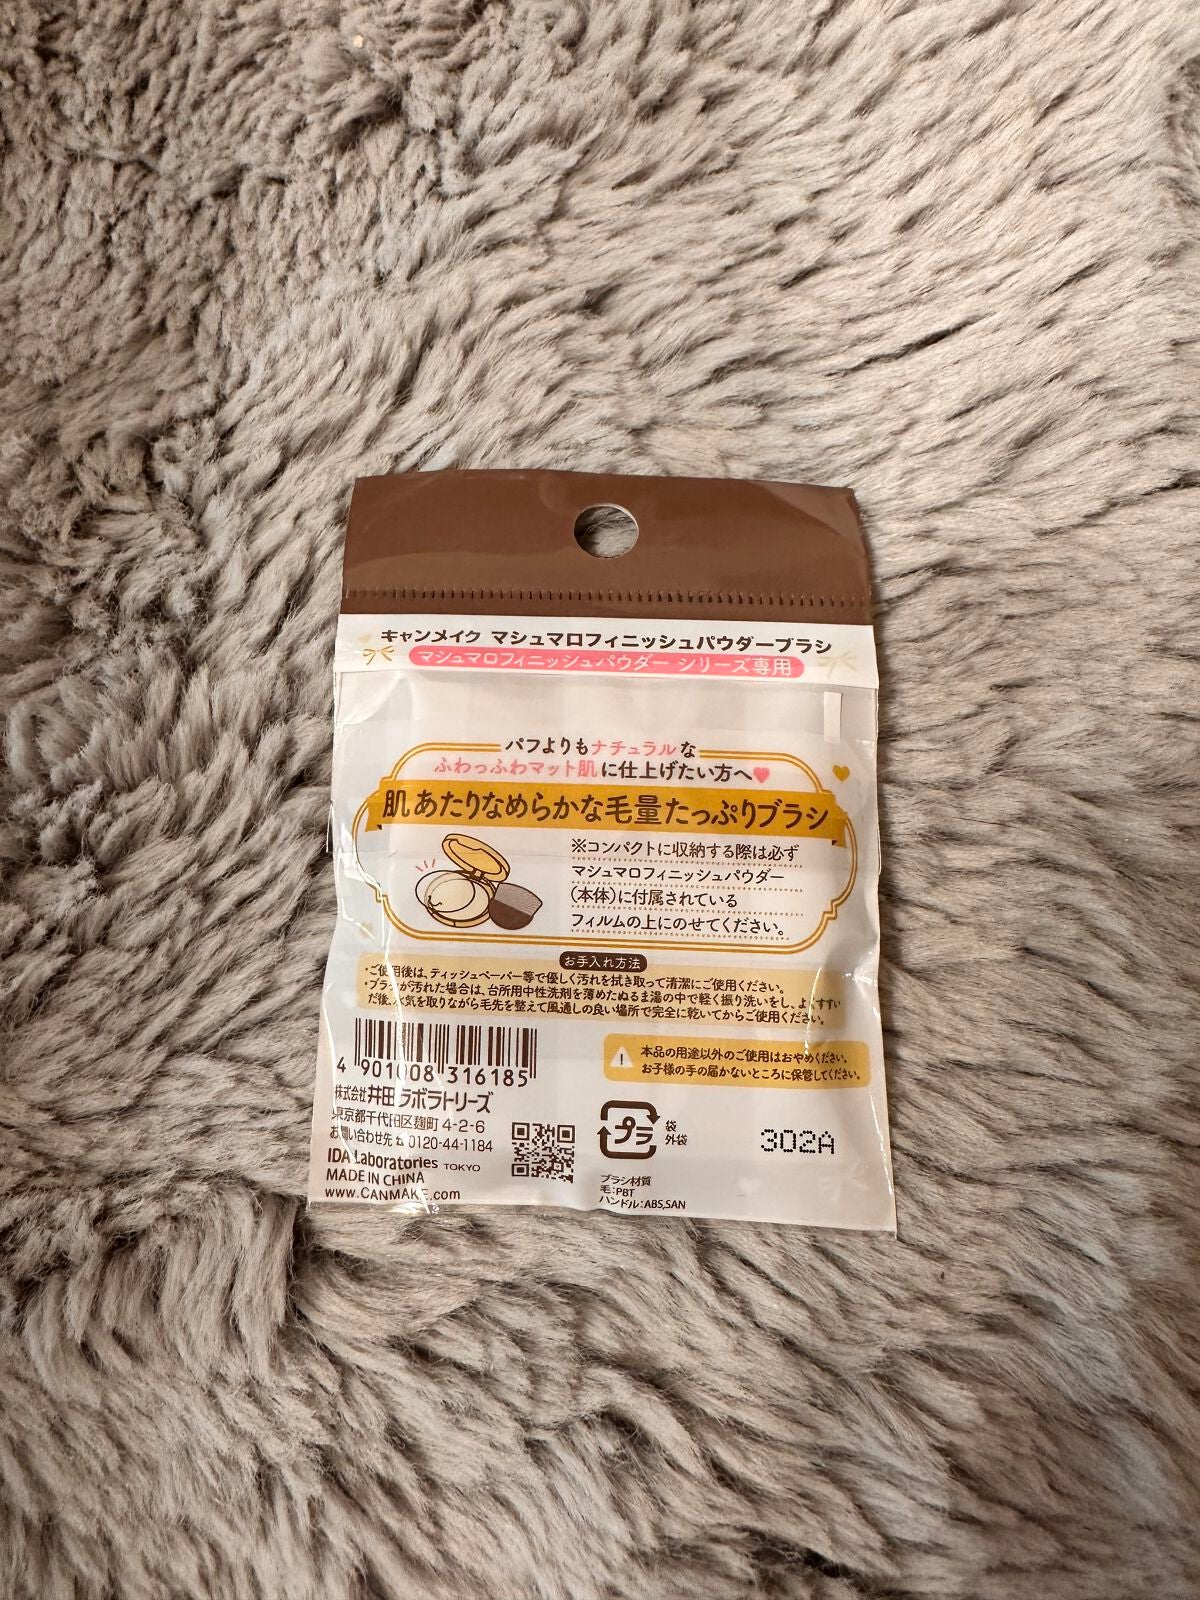 キャンメイク マシュマロフィニッシュパウダーブラシ
マシュマロフィニッシュパウダー シリーズ専用
パフよりもナチュラルな
ふわっふわマット肌に仕上げたい方へ♥
肌あたりなめらかな毛量たっぷりブラシ
※コンパクトに収納する際は必ず
マシュマロフィニッシュパウダー
(本体)に付属されている
フィルムの上にのせてください。
お手入れ方法
・ご使用後は、ティッシュペーパー等で優しく汚れを拭き取って清潔にご使用ください。
・ブラシが汚れた場合は、台所用中性洗剤を薄めたぬるま湯の中で軽く振り洗いをし、よくすすい
だ後、水気を取りながら毛先を整えて風通しの良い場所で完全に乾いてからご使用ください。
本品の用途以外のご使用はおやめください。
お子様の手の届かないところに保管してください。
4 901008 316185
株式会社 井田ラボラトリーズ
東京都千代田区麹町4-2-6
お問い合わせ先 ☎0120-44-1184
IDA Laboratories TOKYO
MADE IN CHINA
www.CANMAKE.com
プラ
袋
外袋
ブラシ材質
毛:PBT
ハンドル:ABS,SAN
302A